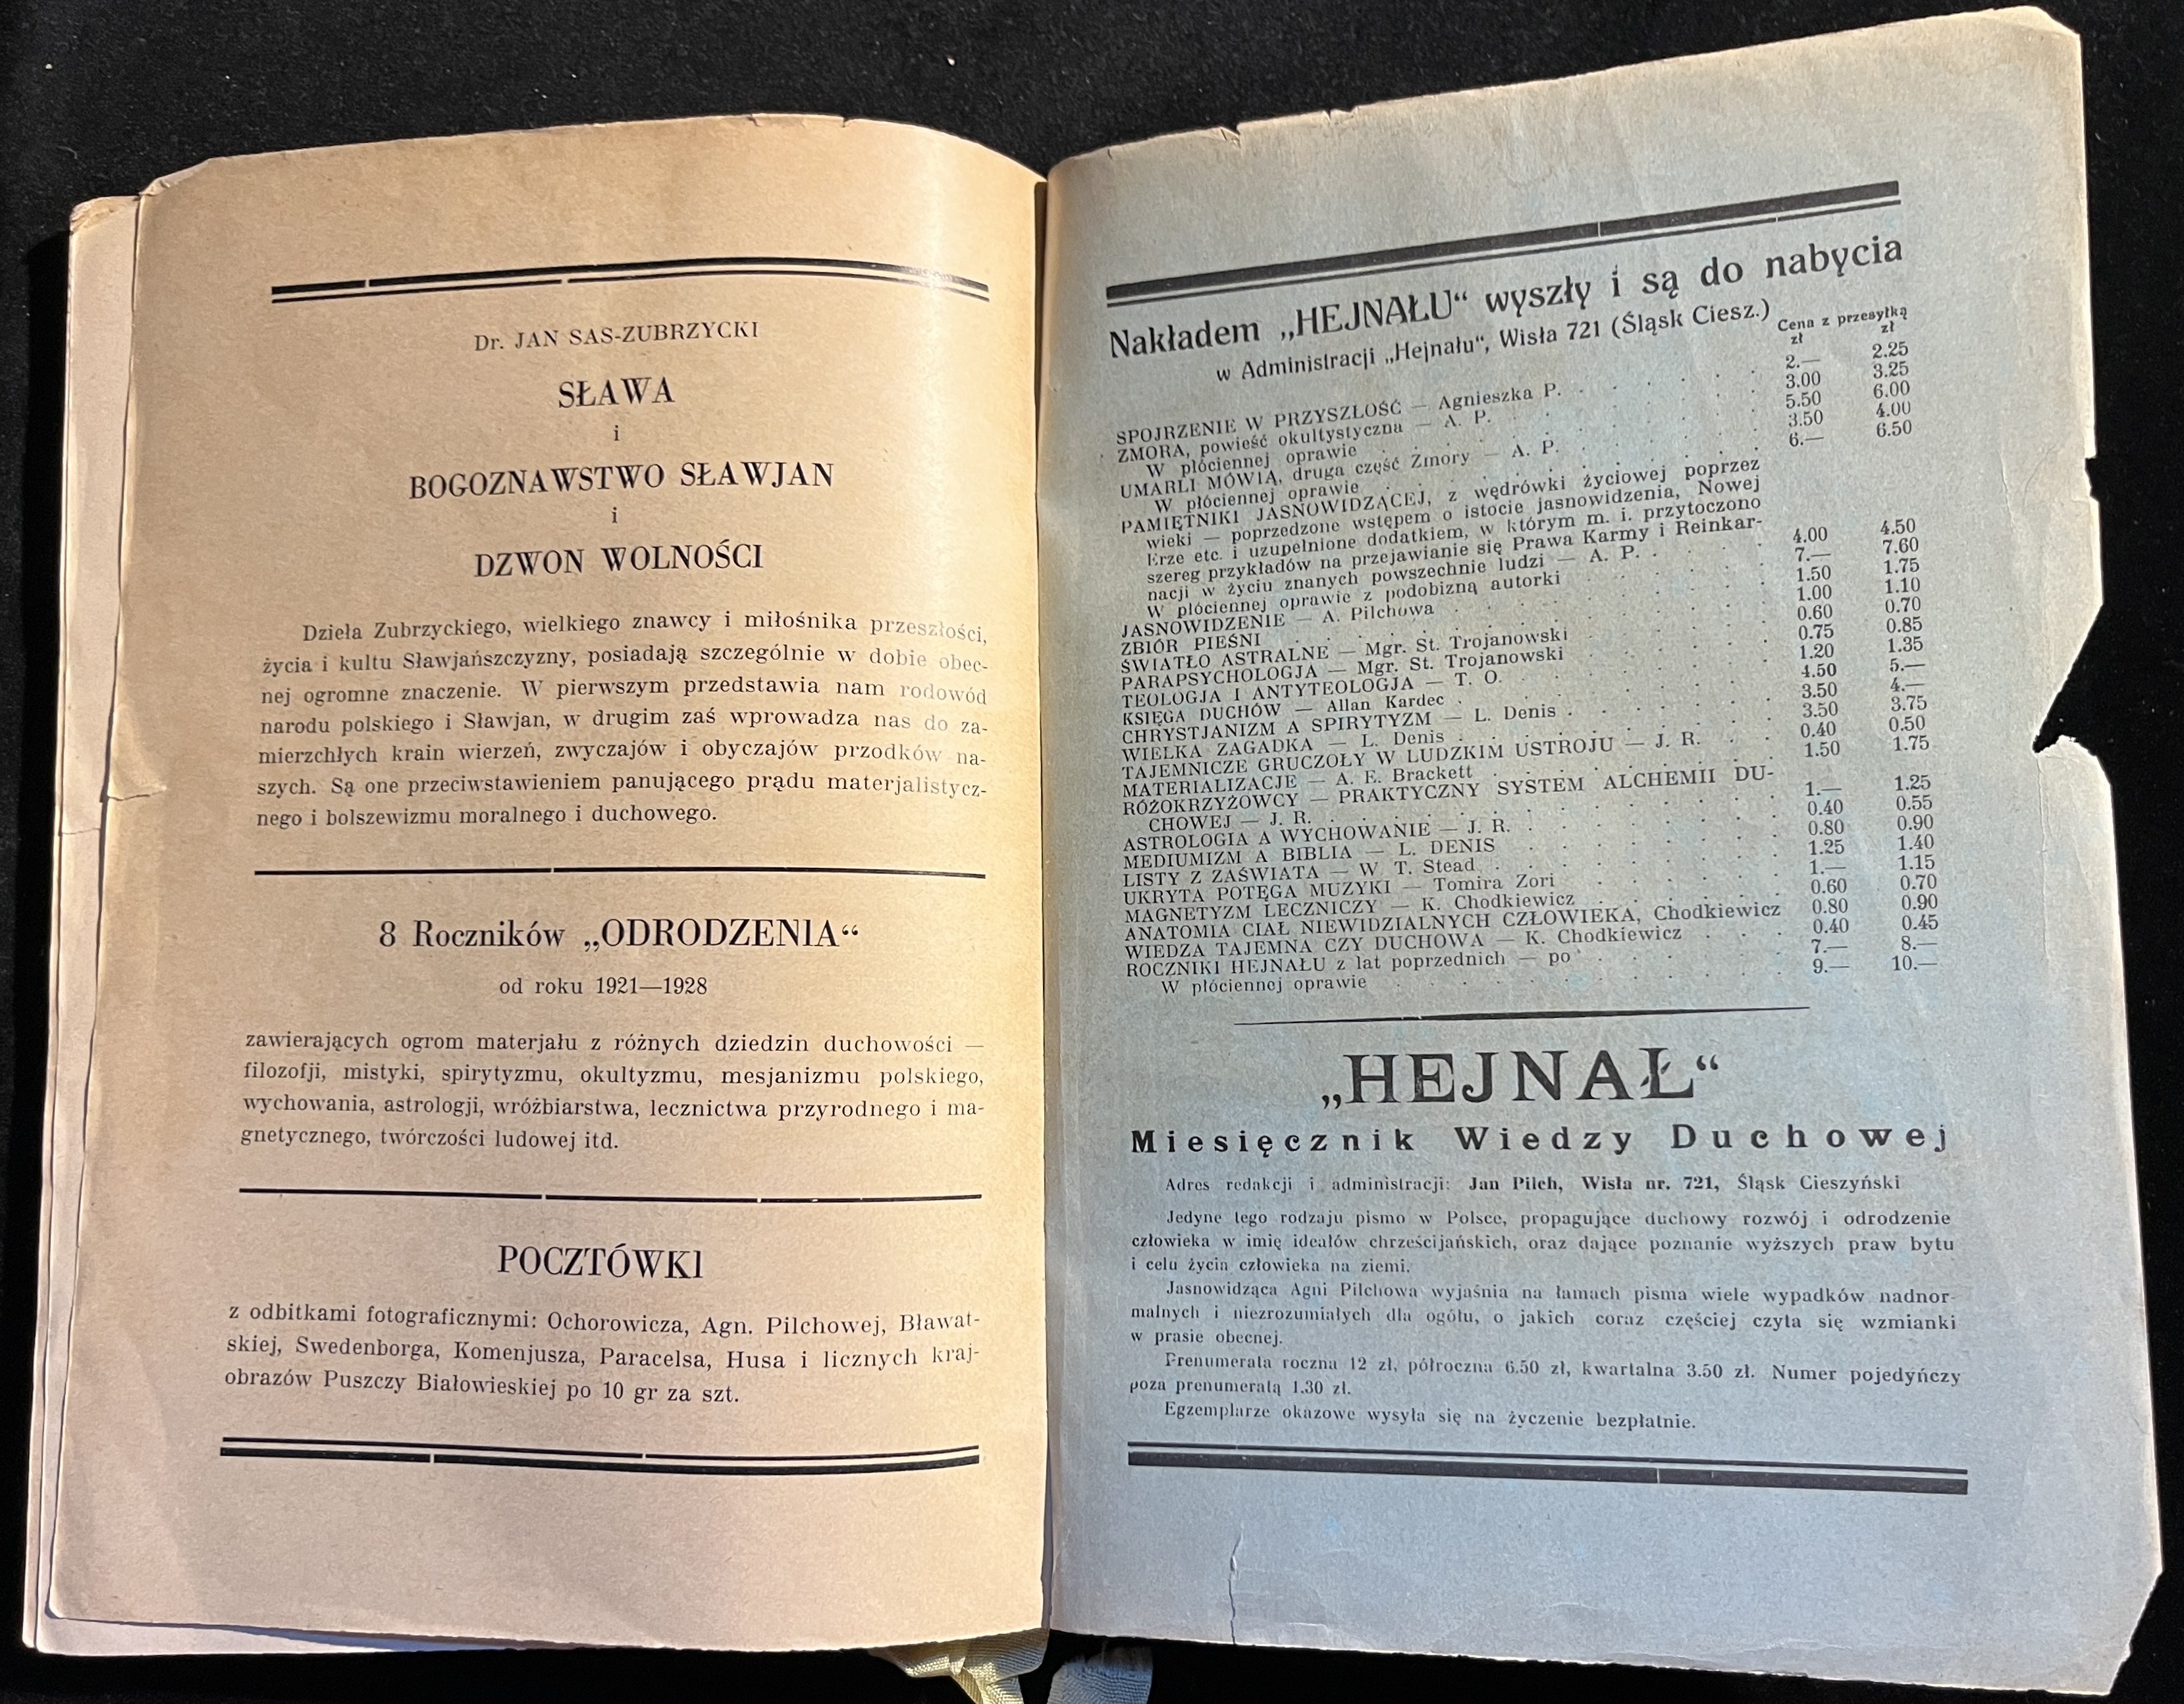 Dr. JAN SAS-ZUBRZYCKI
SŁAWA
i
BOGOZNAWSTWO SŁAWJAN
i
DZWON WOLNOŚCI
Dzieła Zubrzyckiego, wielkiego znawcy i miłośnika przeszłości,
życia i kultu Sławjańszczyzny, posiadają szczególnie w dobie obec-
nej ogromne znaczenie. W pierwszym przedstawia nam rodowód
narodu polskiego i Sławjan, w drugim zaś wprowadza nas do za-
mierzchłych krain wierzeń, zwyczajów i obyczajów przodków na-
szych. Są one przeciwstawieniem panującego prądu materjalistycz-
nego i bolszewizmu moralnego i duchowego.
8 Roczników „ODRODZENIA“
od roku 1921—1928
zawierających ogrom materjału z różnych dziedzin duchowości —
filozofji, mistyki, spirytyzmu, okultyzmu, mesjanizmu polskiego,
wychowania, astrologji, wróżbiarstwa, lecznictwa przyrodnego i ma-
gnetycznego, twórczości ludowej itd.
POCZTÓWKI
z odbitkami fotograficznymi: Ochorowicza, Agn. Pilchowej, Bławat-
skiej, Swedenborga, Komenjusza, Paracelsa, Husa i licznych kraj-
obrazów Puszczy Białowieskiej po 10 gr za szt.
Nakładem „HEJNAŁU“ wyszły i są do nabycia
w Administracji „Hejnału“, Wisła 721 (Śląsk Ciesz.)
Cena z przesyłką
zł zł
SPOJRZENIE W PRZYSZŁOŚĆ — Agnieszka P. 2.— 2.25
ZMORA, powieść okultystyczna — A. P. 3.00 3.25
W płóciennej oprawie 5.50 6.00
UMARLI MÓWIĄ, druga część Zmory — A. P. 3.50 4.00
W płóciennej oprawie 6.— 6.50
PAMIĘTNIKI JASNOWIDZĄCEJ, z wędrówki życiowej poprzez
wieki — poprzedzone wstępem o istocie jasnowidzenia, Nowej
Erze etc. i uzupełnione dodatkiem, w którym m. i. przytoczono
szereg przykładów na przejawianie się Prawa Karmy i Reinkar-
nacji w życiu znanych powszechnie ludzi — A. P. 4.00 4.50
W płóciennej oprawie z podobizną autorki 7.— 7.60
JASNOWIDZENIE — A. Pilchowa 1.50 1.75
ZBIÓR PIEŚNI 1.00 1.10
ŚWIATŁO ASTRALNE — Mgr. St. Trojanowski 0.60 0.70
PARAPSYCHOLOGJA — Mgr. St. Trojanowski 0.75 0.85
TEOLOGJA I ANTYTEOLOGJA — T. O. 1.20 1.35
KSIĘGA DUCHÓW — Allan Kardec 4.50 5.—
CHRYSTJANIZM A SPIRYTYZM — L. Denis 3.50 4.—
WIELKA ZAGADKA — L. Denis 3.50 3.75
TAJEMNICZE GRUCZOŁY W LUDZKIM USTROJU — J. R. 0.40 0.50
MATERIALIZACJE — A. E. Brackett 1.50 1.75
RÓŻOKRZYŻOWCY — PRAKTYCZNY SYSTEM ALCHEMII DU-
CHOWEJ — J. R. 1.— 1.25
ASTROLOGIA A WYCHOWANIE — J. R. 0.40 0.55
MEDIUMIZM A BIBLIA — L. DENIS 0.80 0.90
LISTY Z ZAŚWIATA — W T. Stead 1.25 1.40
UKRYTA POTĘGA MUZYKI — Tomira Zori 1.— 1.15
MAGNETYZM LECZNICZY — K. Chodkiewicz 0.60 0.70
ANATOMIA CIAŁ NIEWIDZIALNYCH CZŁOWIEKA, Chodkiewicz 0.80 0.90
WIEDZA TAJEMNA CZY DUCHOWA — K. Chodkiewicz 0.40 0.45
ROCZNIKI HEJNAŁU z lat poprzednich — po 7.— 8.—
W płóciennej oprawie 9.— 10.—
„HEJNAŁ“
Miesięcznik Wiedzy Duchowej
Adres redakcji i administracji: Jan Pilch, Wisła nr. 721, Śląsk Cieszyński
Jedyne tego rodzaju pismo w Polsce, propagujące duchowy rozwój i odrodzenie
człowieka w imię ideałów chrześcijańskich, oraz dające poznanie wyższych praw bytu
i celu życia człowieka na ziemi.
Jasnowidząca Agni Pilchowa wyjaśnia na łamach pisma wiele wypadków nadnor-
malnych i niezrozumiałych dla ogółu, o jakich coraz częściej czyta się wzmianki
w prasie obecnej.
Prenumerata roczna 12 zł, półroczna 6.50 zł, kwartalna 3.50 zł. Numer pojedyńczy
poza prenumeratą 1.30 zł.
Egzemplarze okazowe wysyła się na życzenie bezpłatnie.